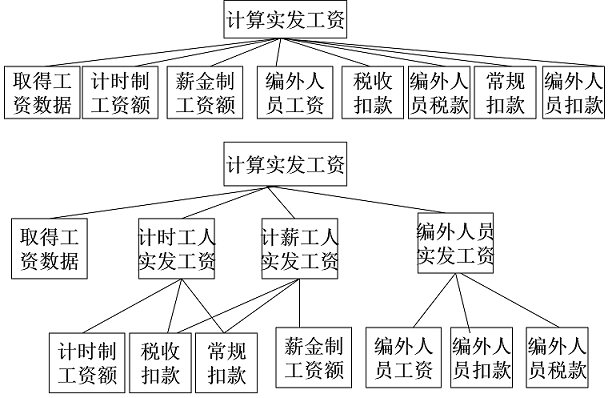 计算实发工资
取得工
资数据
计时制
工资额
薪金制
工资额
编外人
员工资
税收
扣款
编外人
员税款
常规
扣款
编外人
员扣款
计算实发工资
取得工
资数据
计时工人
实发工资
计薪工人
实发工资
编外人员
实发工资
计时制
工资额
税收
扣款
常规
扣款
薪金制
工资额
编外人
员工资
编外人
员扣款
编外人
员税款